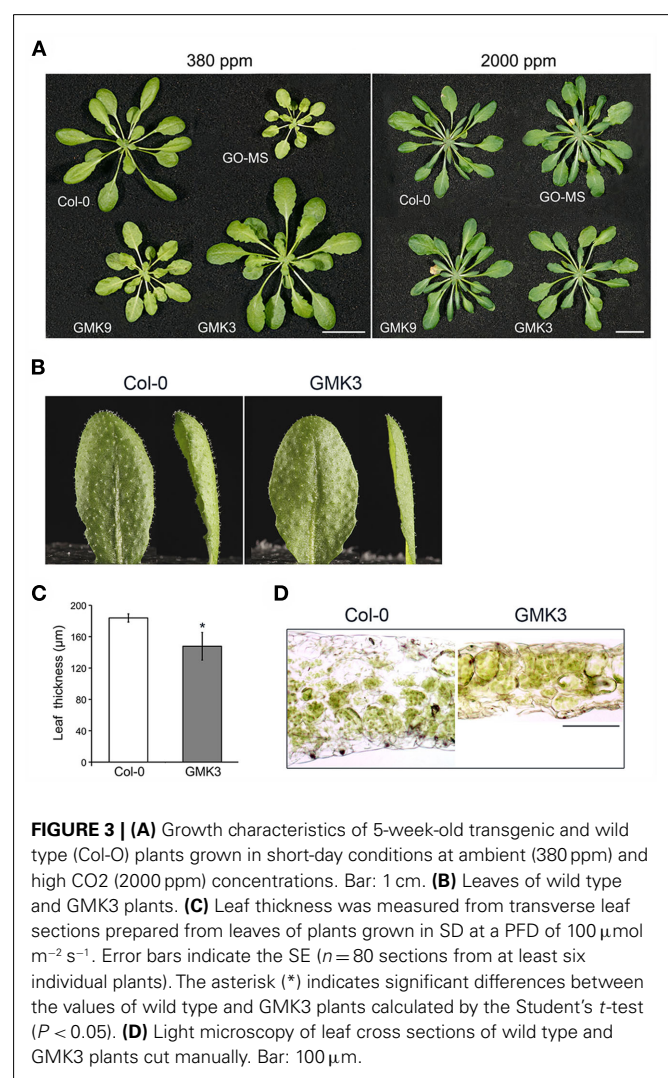 A
380 ppm
2000 ppm
Col-0
GO-MS
GMK9
GMK3
Col-0
GO-MS
GMK9
GMK3
B
Col-0
GMK3
C
Leaf thickness (µm)
200
160
120
80
40
0
*
Col-0
GMK3
D
Col-0
GMK3
FIGURE 3 | (A) Growth characteristics of 5-week-old transgenic and wild
type (Col-O) plants grown in short-day conditions at ambient (380 ppm) and
high CO2 (2000 ppm) concentrations. Bar: 1 cm. (B) Leaves of wild type
and GMK3 plants. (C) Leaf thickness was measured from transverse leaf
sections prepared from leaves of plants grown in SD at a PFD of 100 µmol
m⁻² s⁻¹. Error bars indicate the SE (n = 80 sections from at least six
individual plants). The asterisk (*) indicates significant differences between
the values of wild type and GMK3 plants calculated by the Student's t-test
(P < 0.05). (D) Light microscopy of leaf cross sections of wild type and
GMK3 plants cut manually. Bar: 100 µm.